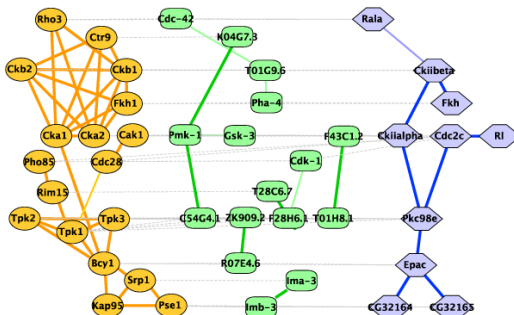 Rho3 Cdc-42 Rala
Ctr9 K04G7.3
Ckb2 Ckb1 T01G9.6 Ckiibeta
Fkh1 Pha-4 Fkh
Cka1 Cka2 Cak1 Pmk-1 Gsk-3 F43C1.2 Ckiialpha Cdc2c Rl
Pho85 Cdc28 Cdk-1
Rim15 T28C6.7
Tpk2 Tpk1 Tpk3 C54G4.1 ZK909.2 F28H6.1 T01H8.1 Pkc98e
Bcy1 R07E4.6 Epac
Srp1 Ima-3
Kap95 Pse1 Imb-3 CG32164 CG32165